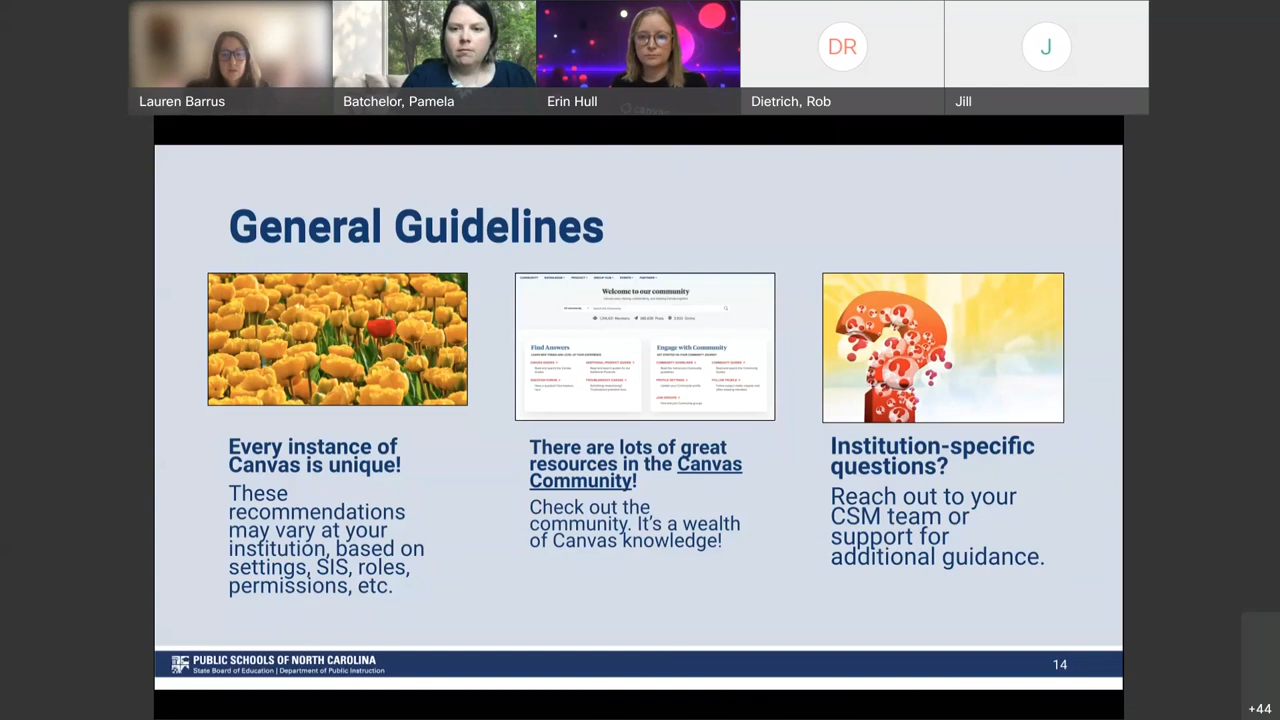 Lauren Barrus
Batchelor, Pamela
Erin Hull
DR
Dietrich, Rob
J
Jill
General Guidelines
Welcome to our community
Find Answers
Engage with Community
Every instance of
Canvas is unique!
These
recommendations
may vary at your
institution, based on
settings, SIS, roles,
permissions, etc.
There are lots of great
resources in the Canvas
Community!
Check out the
community. It's a wealth
of Canvas knowledge!
Institution-specific
questions?
Reach out to your
CSM team or
support for
additional guidance.
PUBLIC SCHOOLS OF NORTH CAROLINA
State Board of Education | Department of Public Instruction
14
+44